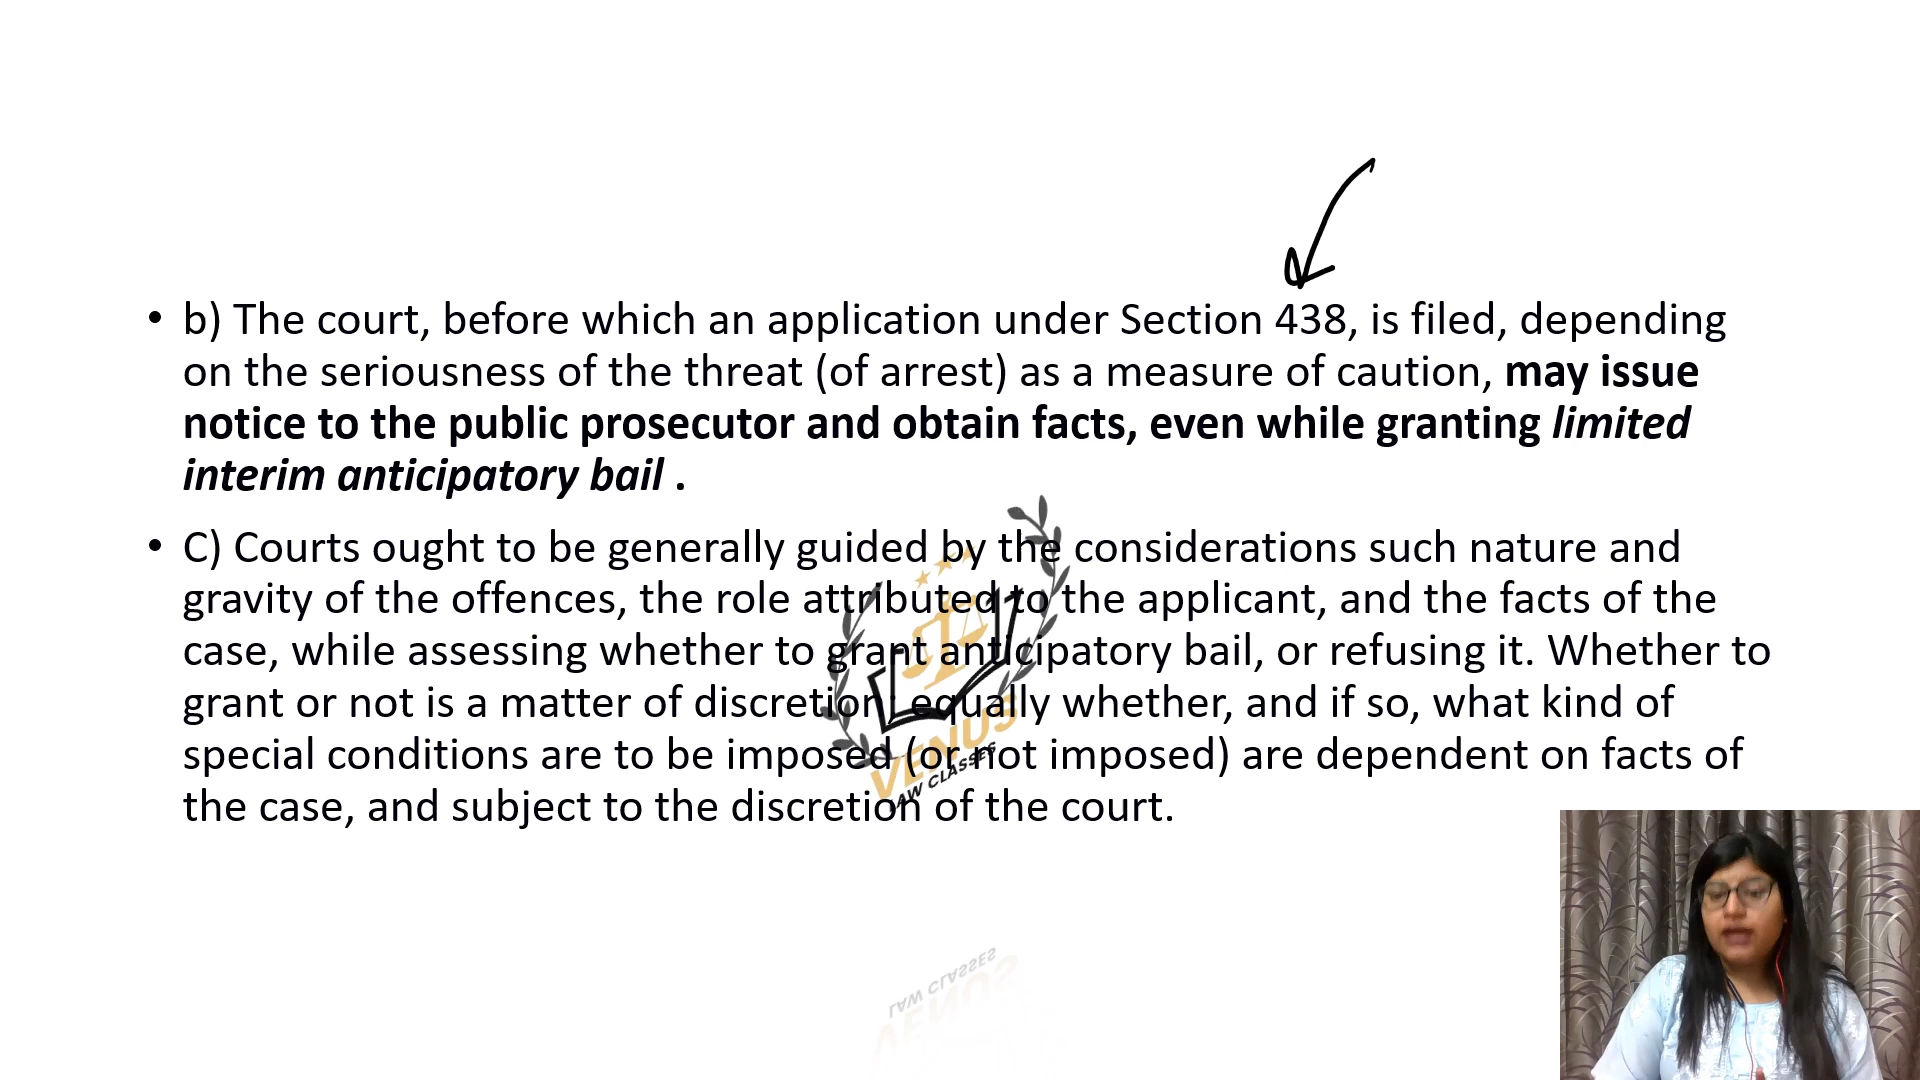 • b) The court, before which an application under Section 438, is filed, depending
on the seriousness of the threat (of arrest) as a measure of caution, may issue
notice to the public prosecutor and obtain facts, even while granting limited
interim anticipatory bail .
• C) Courts ought to be generally guided by the considerations such nature and
gravity of the offences, the role attributed to the applicant, and the facts of the
case, while assessing whether to grant anticipatory bail, or refusing it. Whether to
grant or not is a matter of discretion; equally whether, and if so, what kind of
special conditions are to be imposed (or not imposed) are dependent on facts of
the case, and subject to the discretion of the court.
VENUS
LAW CLASSES